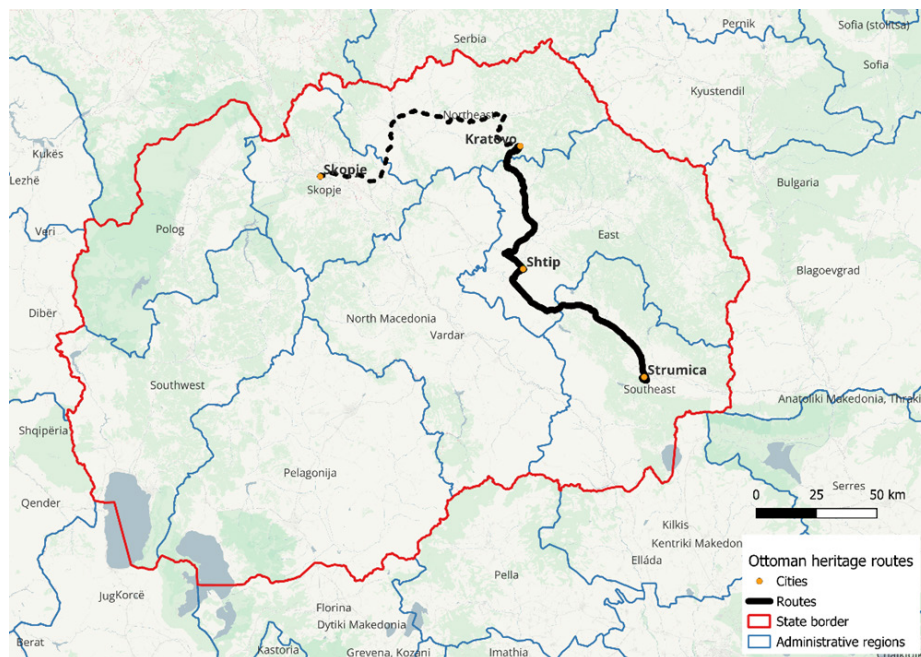 Serbia
Pernik
Sofia (stolitsa)
Sofia
Kyustendil
Kukës
Lezhë
Northeast
Kratovo
Skopje
Skopje
Bulgaria
Veri
Polog
East
Shtip
Blagoevgrad
Dibër
North Macedonia
Vardar
Southwest
Strumica
Southeast
Anatoliki Makedonia, Thraki
Shqipëria
Pelagonija
Qender
Serres
0 25 50 km
Kilkis
Kentriki Makedon
Elláda
Pella
JugKorcë
Florina
Dytiki Makedonia
Berat
Kastoria
Grevena, Kozani
Imathia
Ottoman heritage routes
Cities
Routes
State border
Administrative regions